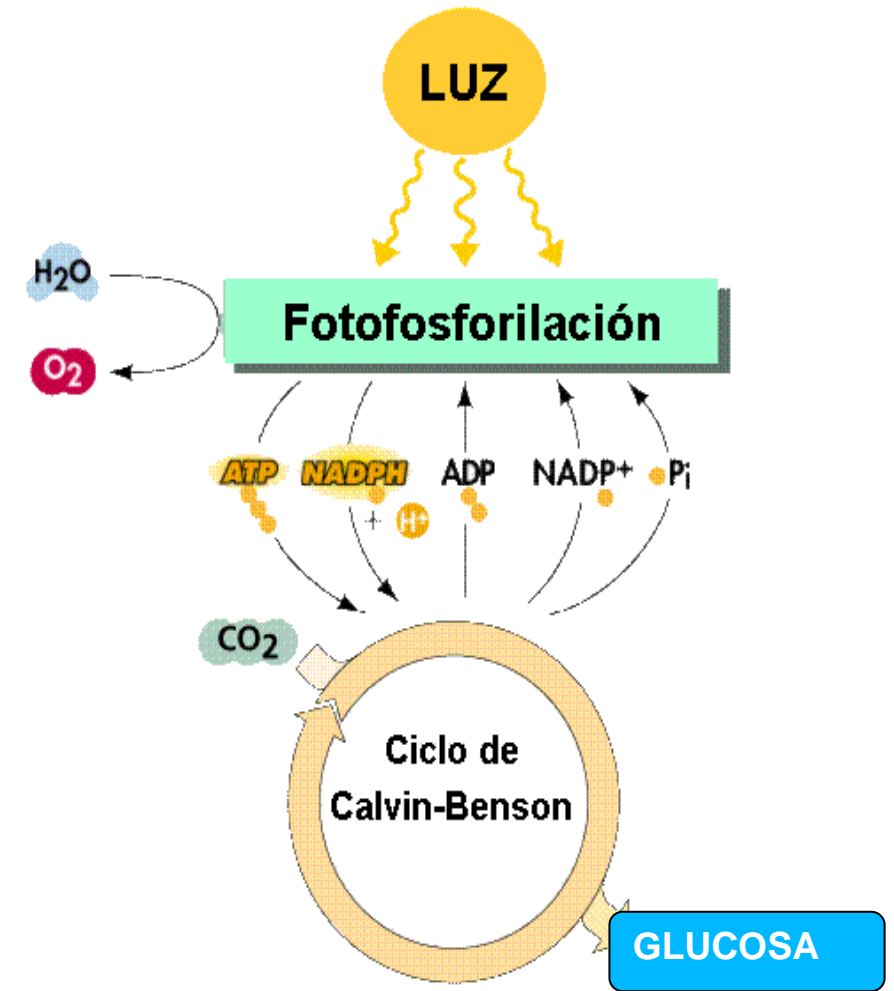 LUZ
H₂O
Fotofosforilación
O₂
ATP NADPH ADP NADP+ Pi
+ H+
CO₂
Ciclo de
Calvin-Benson
GLUCOSA